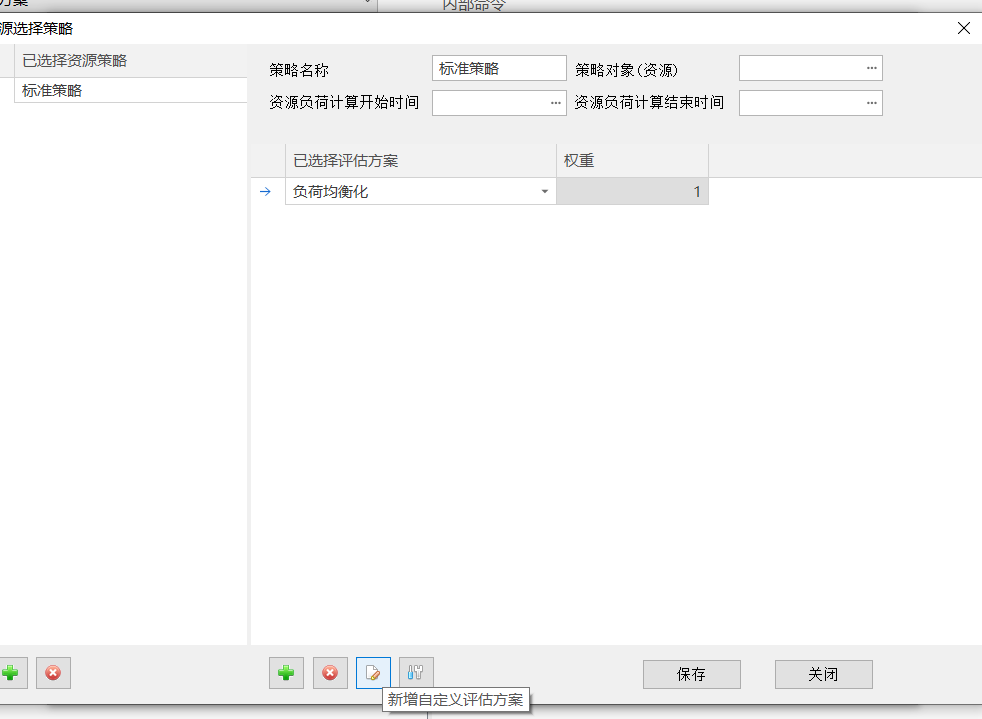 方案
内部命令
源选择策略
已选择资源策略
标准策略
策略名称 标准策略 策略对象(资源) ...
资源负荷计算开始时间 ... 资源负荷计算结束时间 ...
已选择评估方案 权重
负荷均衡化 1
保存 关闭
新增自定义评估方案